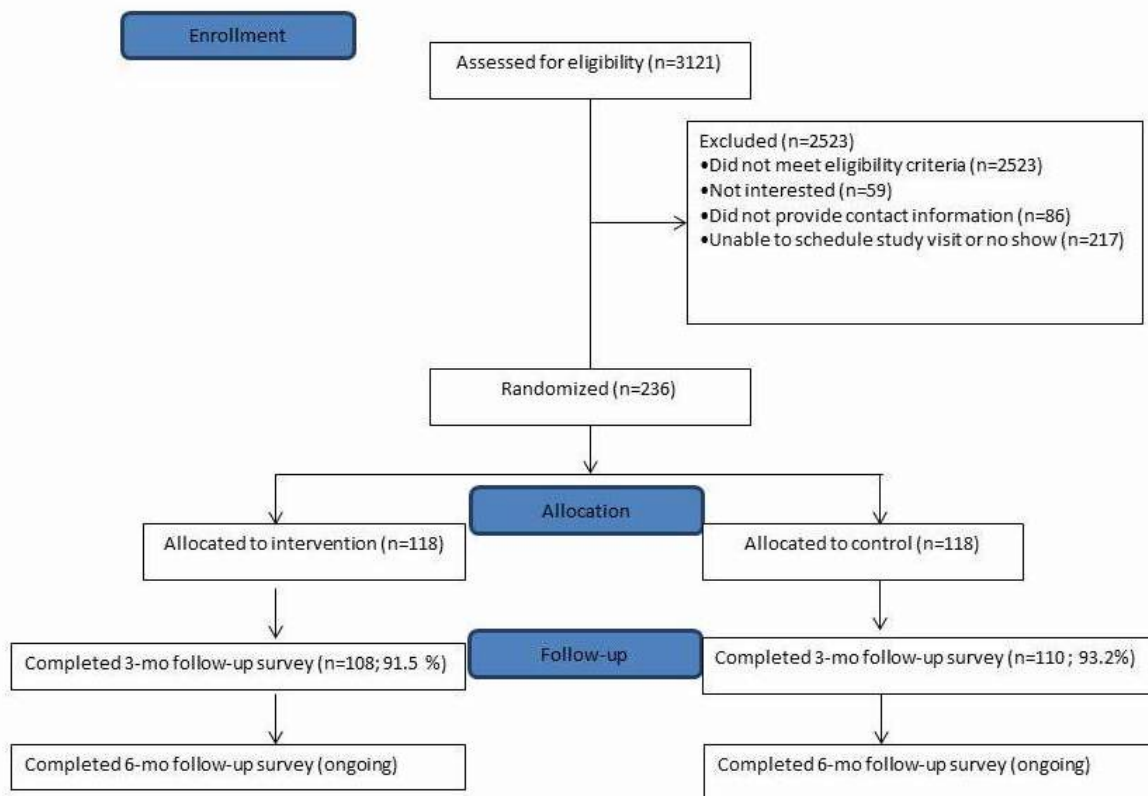 Enrollment
Assessed for eligibility (n=3121)
Excluded (n=2523)
•Did not meet eligibility criteria (n=2523)
•Not interested (n=59)
•Did not provide contact information (n=86)
•Unable to schedule study visit or no show (n=217)
Randomized (n=236)
Allocation
Allocated to intervention (n=118)
Allocated to control (n=118)
Follow-up
Completed 3-mo follow-up survey (n=108; 91.5 %)
Completed 3-mo follow-up survey (n=110 ; 93.2%)
Completed 6-mo follow-up survey (ongoing)
Completed 6-mo follow-up survey (ongoing)